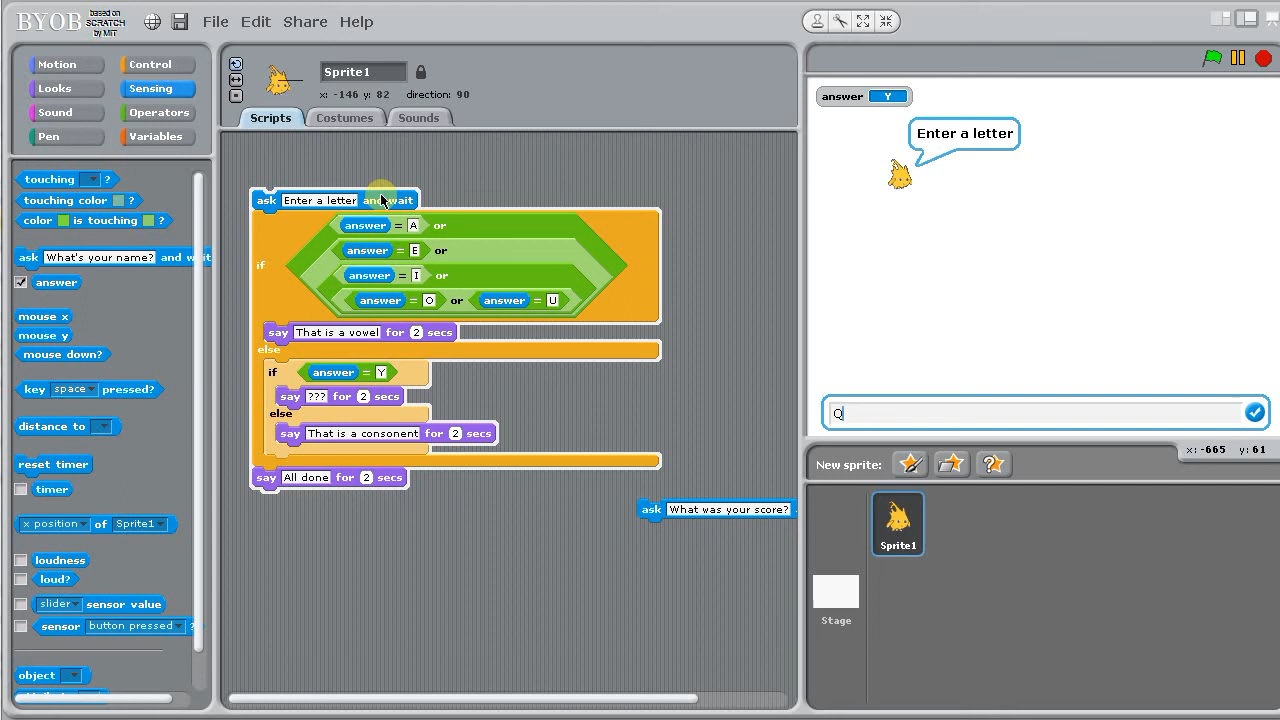 BYOB based on SCRATCH by MIT File Edit Share Help
Motion Control
Looks Sensing
Sound Operators
Pen Variables
touching ?
touching color ?
color is touching ?
ask What's your name? and wait
answer
mouse x
mouse y
mouse down?
key space pressed?
distance to
reset timer
timer
x position of Sprite1
loudness
loud?
slider sensor value
sensor button pressed ?
object
Sprite1
x: -146 y: 82 direction: 90
Scripts Costumes Sounds
ask Enter a letter and wait
answer = A or
answer = E or
if
answer = I or
answer = O or answer = U
say That is a vowel for 2 secs
else
if answer = Y
say ??? for 2 secs
else
say That is a consonent for 2 secs
say All done for 2 secs
ask What was your score?
answer Y
Enter a letter
Q
x: -665 y: 61
New sprite:
Sprite1
Stage